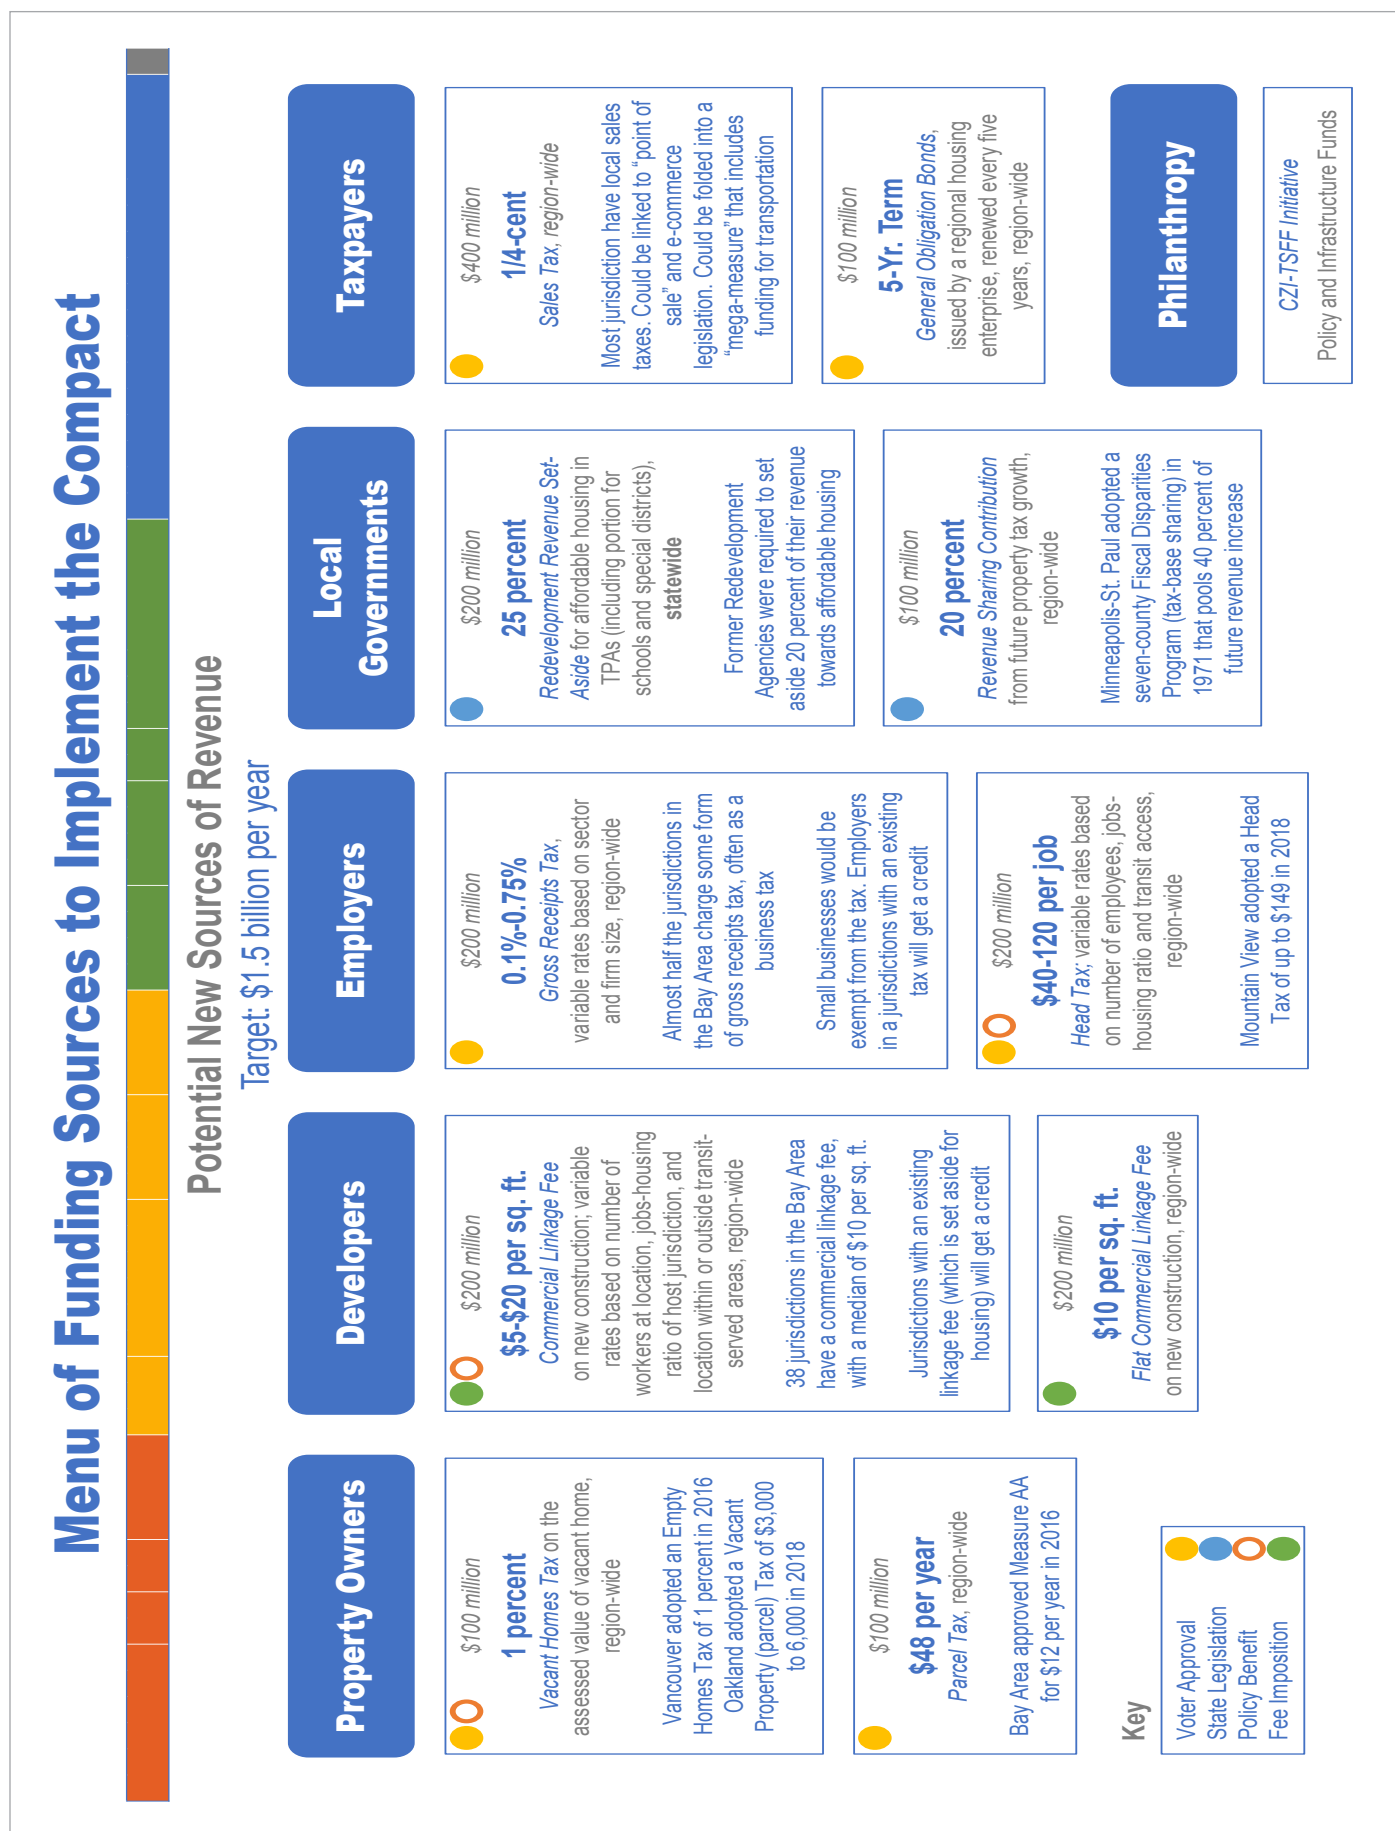 Menu of Funding Sources to Implement the Compact
Potential New Sources of Revenue
Target: $1.5 billion per year
Property Owners
$100 million
1 percent
Vacant Homes Tax on the
assessed value of vacant home,
region-wide
Vancouver adopted an Empty
Homes Tax of 1 percent in 2016
Oakland adopted a Vacant
Property (parcel) Tax of $3,000
to 6,000 in 2018
$100 million
$48 per year
Parcel Tax, region-wide
Bay Area approved Measure AA
for $12 per year in 2016
Key
Voter Approval
State Legislation
Policy Benefit
Fee Imposition
Developers
$200 million
$5-$20 per sq. ft.
Commercial Linkage Fee
on new construction; variable
rates based on number of
workers at location, jobs-housing
ratio of host jurisdiction, and
location within or outside transit-
served areas, region-wide
38 jurisdictions in the Bay Area
have a commercial linkage fee,
with a median of $10 per sq. ft.
Jurisdictions with an existing
linkage fee (which is set aside for
housing) will get a credit
$200 million
$10 per sq. ft.
Flat Commercial Linkage Fee
on new construction, region-wide
Employers
$200 million
0.1%-0.75%
Gross Receipts Tax,
variable rates based on sector
and firm size, region-wide
Almost half the jurisdictions in
the Bay Area charge some form
of gross receipts tax, often as a
business tax
Small businesses would be
exempt from the tax. Employers
in a jurisdictions with an existing
tax will get a credit
$200 million
$40-120 per job
Head Tax; variable rates based
on number of employees, jobs-
housing ratio and transit access,
region-wide
Mountain View adopted a Head
Tax of up to $149 in 2018
Local
Governments
$200 million
25 percent
Redevelopment Revenue Set-
Aside for affordable housing in
TPAs (including portion for
schools and special districts),
statewide
Former Redevelopment
Agencies were required to set
aside 20 percent of their revenue
towards affordable housing
$100 million
20 percent
Revenue Sharing Contribution
from future property tax growth,
region-wide
Minneapolis-St. Paul adopted a
seven-county Fiscal Disparities
Program (tax-base sharing) in
1971 that pools 40 percent of
future revenue increase
Taxpayers
$400 million
1/4-cent
Sales Tax, region-wide
Most jurisdiction have local sales
taxes. Could be linked to “point of
sale” and e-commerce
legislation. Could be folded into a
“mega-measure” that includes
funding for transportation
$100 million
5-Yr. Term
General Obligation Bonds,
issued by a regional housing
enterprise, renewed every five
years, region-wide
Philanthropy
CZI-TSFF Initiative
Policy and Infrastructure Funds